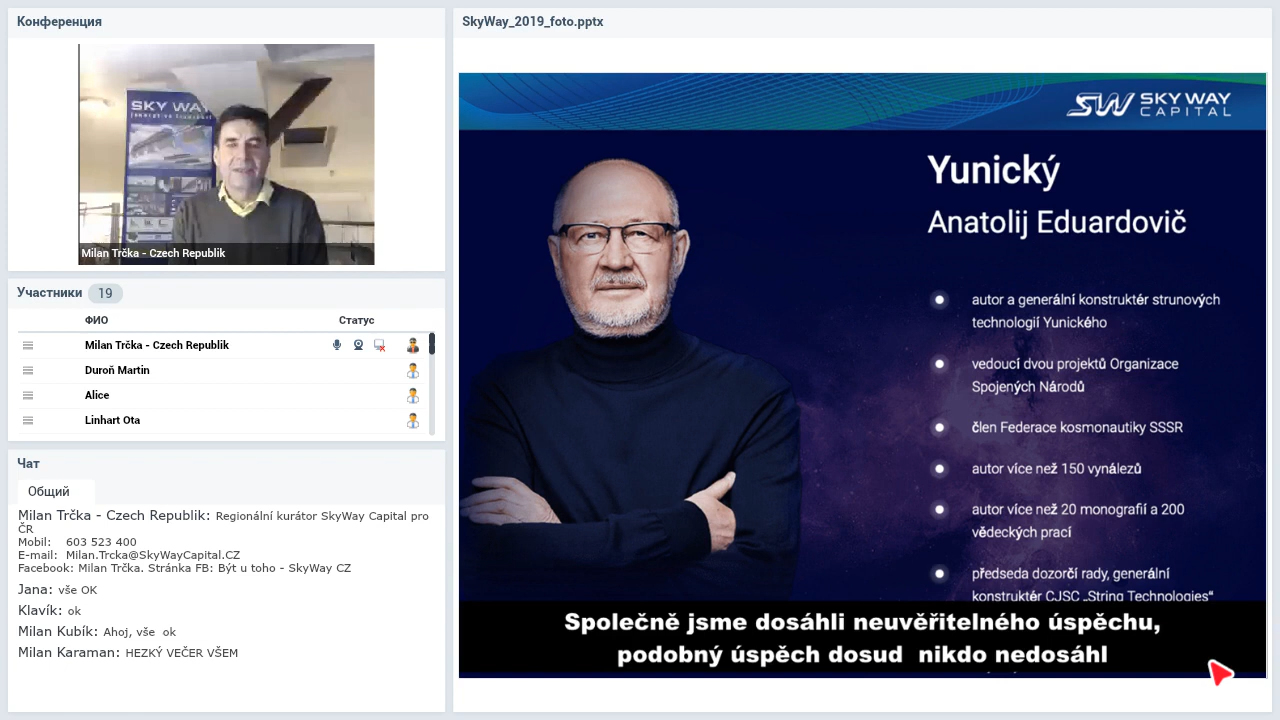 Конференция
SKY WAY
Milan Trčka - Czech Republik
Участники 19
ФИО Статус
Milan Trčka - Czech Republik
Duroň Martin
Alice
Linhart Ota
Чат
Общий
Milan Trčka - Czech Republik: Regionální kurátor SkyWay Capital pro
ČR
Mobil: 603 523 400
E-mail: Milan.Trcka@SkyWayCapital.CZ
Facebook: Milan Trčka. Stránka FB: Být u toho - SkyWay CZ
Jana: vše OK
Klavík: ok
Milan Kubík: Ahoj, vše ok
Milan Karaman: HEZKÝ VEČER VŠEM
SkyWay_2019_foto.pptx
SW SKY WAY
CAPITAL
Yunický
Anatolij Eduardovič
autor a generální konstruktér strunových
technologií Yunického
vedoucí dvou projektů Organizace
Spojených Národů
člen Federace kosmonautiky SSSR
autor více než 150 vynálezů
autor více než 20 monografií a 200
vědeckých prací
předseda dozorčí rady, generální
konstruktér CJSC „String Technologies“
Společně jsme dosáhli neuvěřitelného úspěchu,
podobný úspěch dosud nikdo nedosáhl